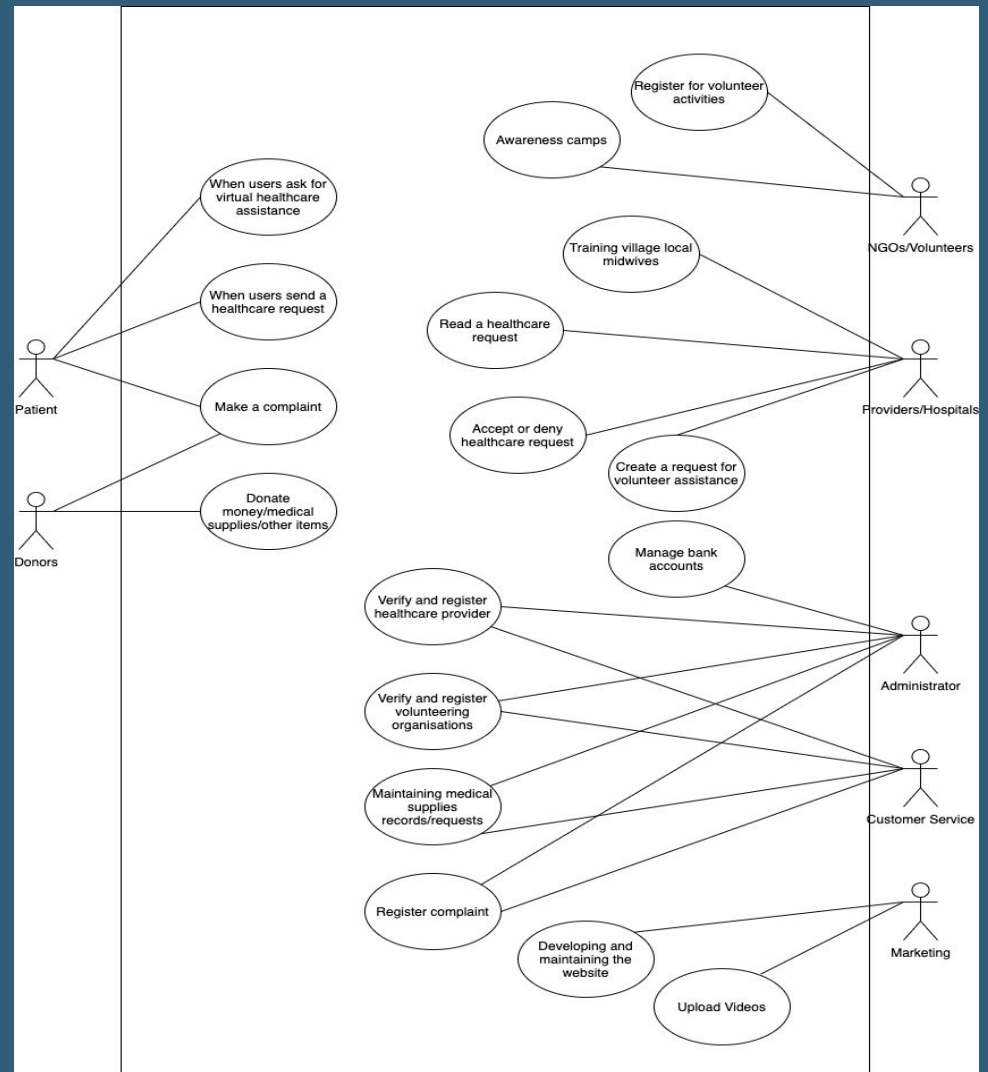 Register for volunteer
activities
Awareness camps
When users ask for
virtual healthcare
assistance
NGOs/Volunteers
Training village local
midwives
When users send a
healthcare request
Read a healthcare
request
Patient
Make a complaint
Providers/Hospitals
Accept or deny
healthcare request
Create a request for
volunteer assistance
Donate
money/medical
supplies/other items
Donors
Manage bank
accounts
Verify and register
healthcare provider
Administrator
Verify and register
volunteering
organisations
Maintaining medical
supplies
records/requests
Customer Service
Register complaint
Developing and
maintaining the
website
Marketing
Upload Videos